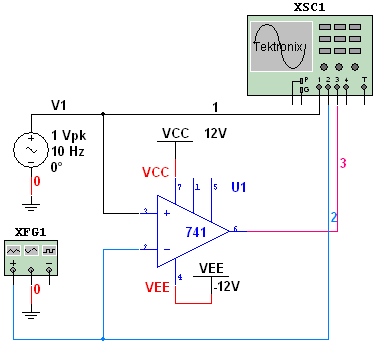 XSC1
Tektronix
P
G
1 2 3 4 T
V1
1
1 Vpk
10 Hz
0°
0
VCC 12V
VCC
7 1 5
U1
3
3
741
6
2
2
4
VEE
VEE
-12V
XFG1
0